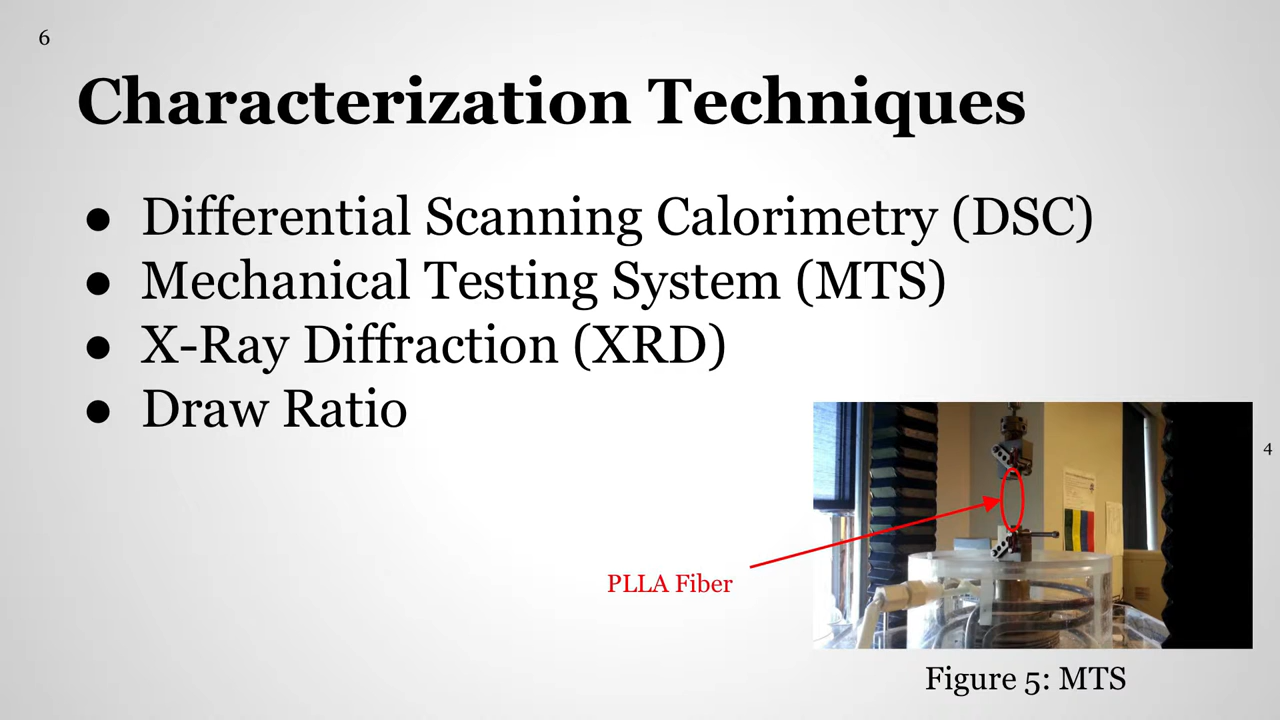 6
Characterization Techniques
● Differential Scanning Calorimetry (DSC)
● Mechanical Testing System (MTS)
● X-Ray Diffraction (XRD)
● Draw Ratio
4
PLLA Fiber
Figure 5: MTS